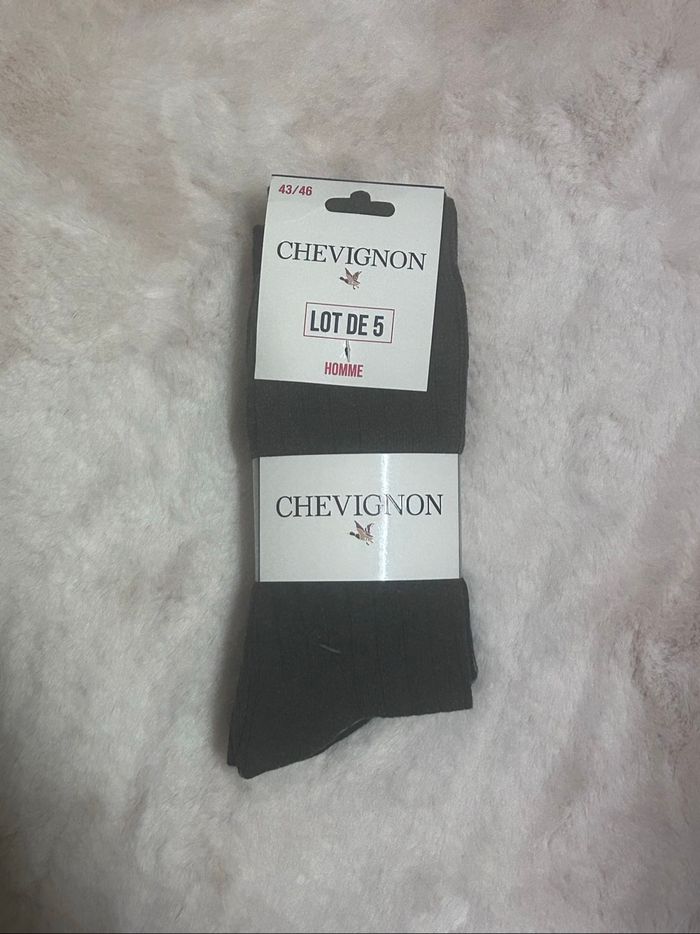 43/46
CHEVIGNON
LOT DE 5
HOMME
CHEVIGNON